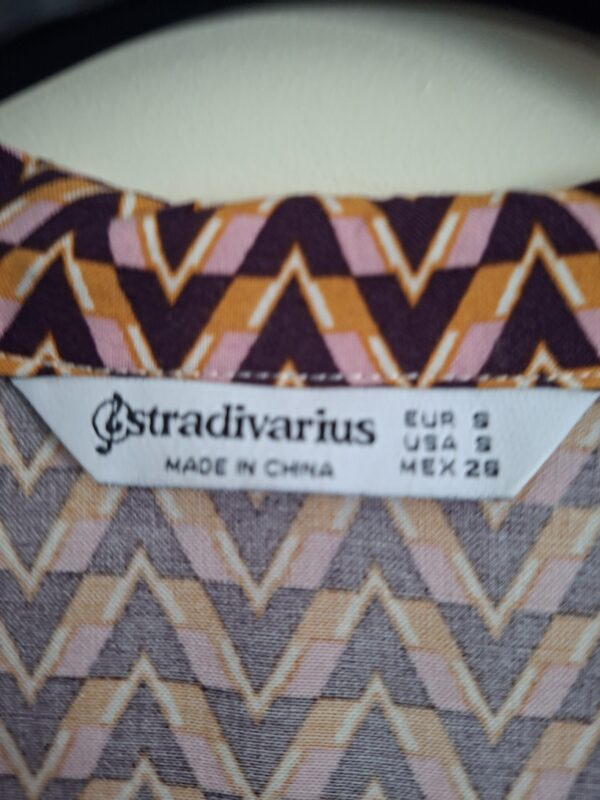 stradivarius
MADE IN CHINA
EUR S
USA S
MEX 26